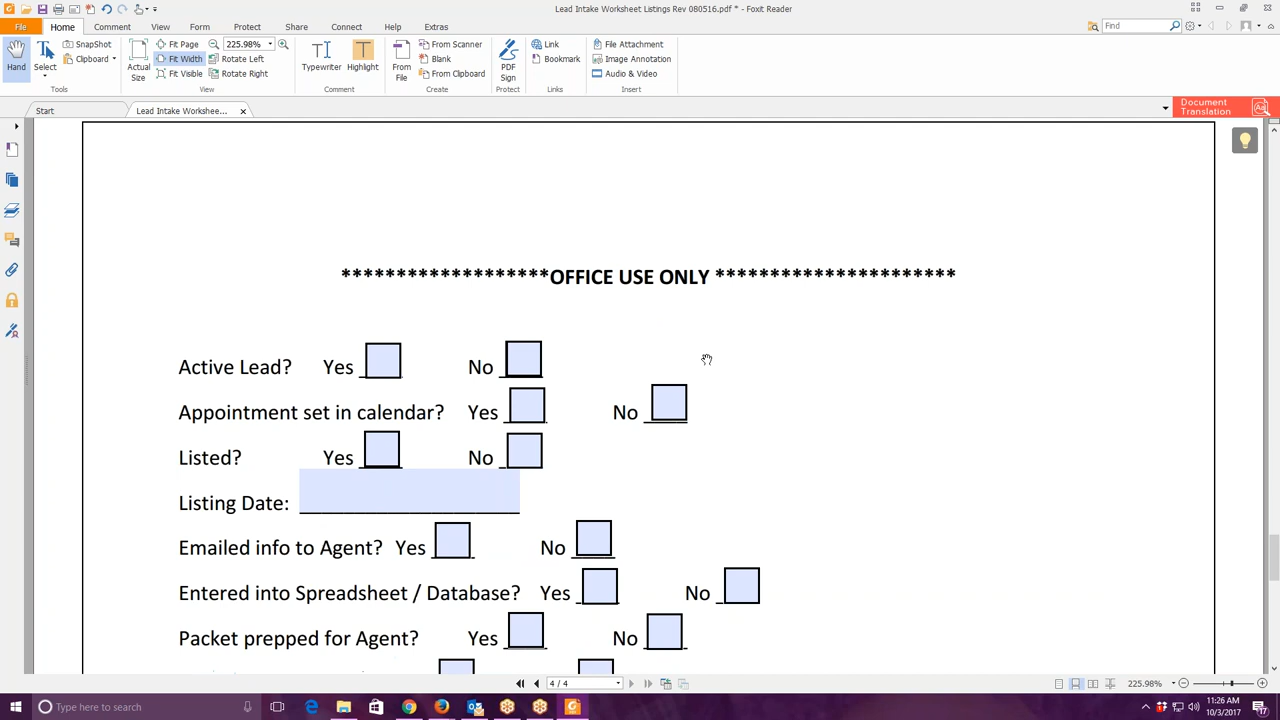 Lead Intake Worksheet Listings Rev 080516.pdf * - Foxit Reader
File Home Comment View Form Protect Share Connect Help Extras
Find
Hand
Select
SnapShot
Clipboard
Actual Size
Fit Page
Fit Width
Fit Visible
225.98%
Rotate Left
Rotate Right
Typewriter
Highlight
From File
From Scanner
Blank
From Clipboard
PDF Sign
Link
Bookmark
File Attachment
Image Annotation
Audio & Video
Tools View Comment Create Protect Links Insert
Start Lead Intake Workshee...
Document Translation
*******************OFFICE USE ONLY **********************
Active Lead? Yes No
Appointment set in calendar? Yes No
Listed? Yes No
Listing Date:
Emailed info to Agent? Yes No
Entered into Spreadsheet / Database? Yes No
Packet prepped for Agent? Yes No
4 / 4
225.98%
Type here to search
11:26 AM
10/3/2017
17